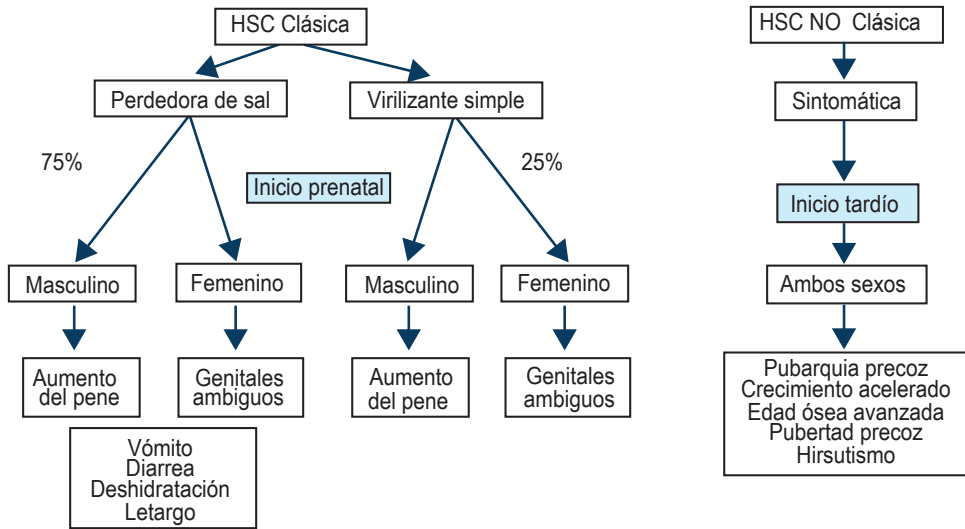 HSC Clásica
Perdedora de sal
Virilizante simple
75%
25%
Inicio prenatal
Masculino
Femenino
Masculino
Femenino
Aumento
del pene
Genitales
ambiguos
Aumento
del pene
Genitales
ambiguos
Vómito
Diarrea
Deshidratación
Letargo
HSC NO Clásica
Sintomática
Inicio tardío
Ambos sexos
Pubarquia precoz
Crecimiento acelerado
Edad ósea avanzada
Pubertad precoz
Hirsutismo